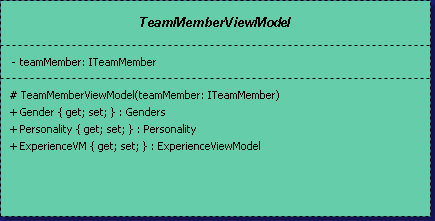 TeamMemberViewModel
- teamMember: ITeamMember
# TeamMemberViewModel(teamMember: ITeamMember)
+ Gender { get; set; } : Genders
+ Personality { get; set; } : Personality
+ ExperienceVM { get; set; } : ExperienceViewModel